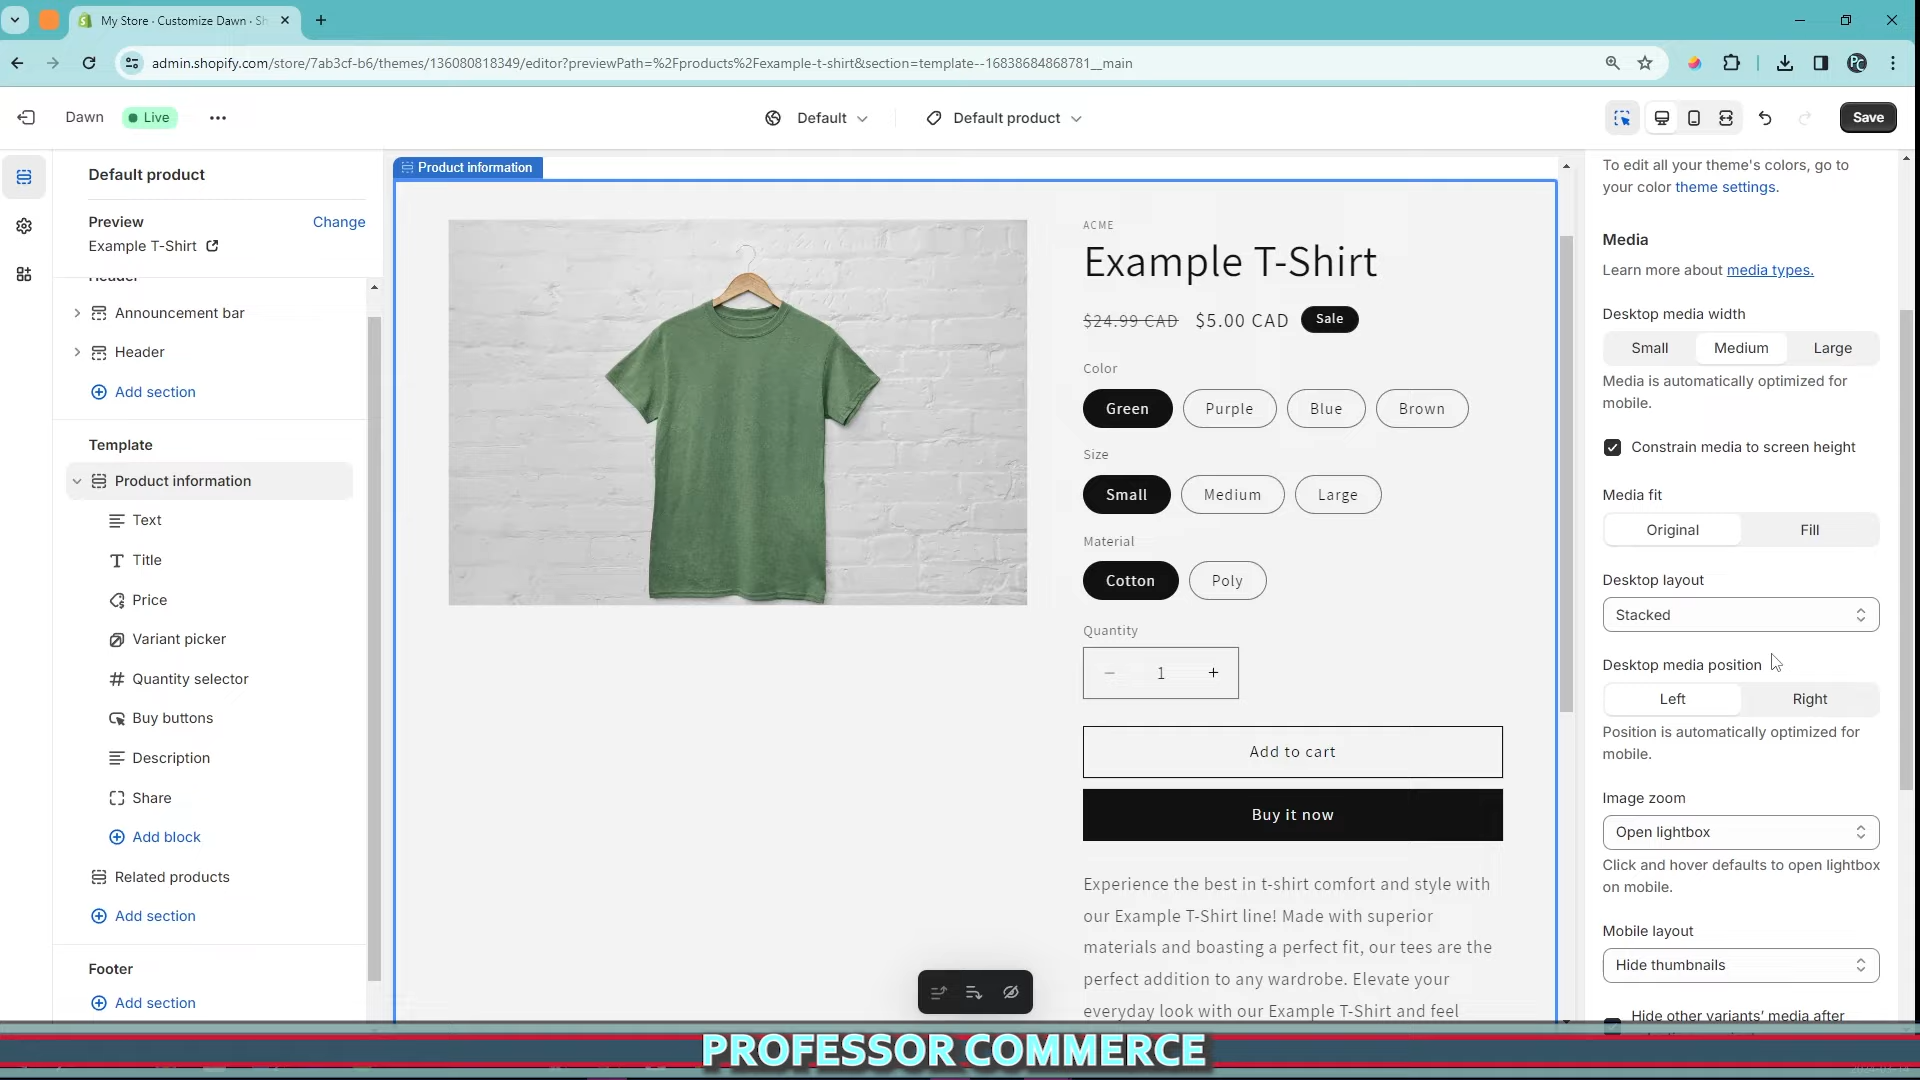 My Store · Customize Dawn · Sh
admin.shopify.com/store/7ab3cf-b6/themes/136080818349/editor?previewPath=%2Fproducts%2Fexample-t-shirt&section=template--16838684868781__main
Dawn
Live
Default
Default product
Save
Default product
Preview
Change
Example T-Shirt
Header
Announcement bar
Header
Add section
Template
Product information
Text
Title
Price
Variant picker
Quantity selector
Buy buttons
Description
Share
Add block
Related products
Add section
Footer
Add section
Product information
ACME
Example T-Shirt
$24.99 CAD $5.00 CAD Sale
Color
Green Purple Blue Brown
Size
Small Medium Large
Material
Cotton Poly
Quantity
− 1 +
Add to cart
Buy it now
Experience the best in t-shirt comfort and style with
our Example T-Shirt line! Made with superior
materials and boasting a perfect fit, our tees are the
perfect addition to any wardrobe. Elevate your
everyday look with our Example T-Shirt and feel
To edit all your theme's colors, go to
your color theme settings.
Media
Learn more about media types.
Desktop media width
Small Medium Large
Media is automatically optimized for
mobile.
Constrain media to screen height
Media fit
Original Fill
Desktop layout
Stacked
Desktop media position
Left Right
Position is automatically optimized for
mobile.
Image zoom
Open lightbox
Click and hover defaults to open lightbox
on mobile.
Mobile layout
Hide thumbnails
Hide other variants' media after
PROFESSOR COMMERCE